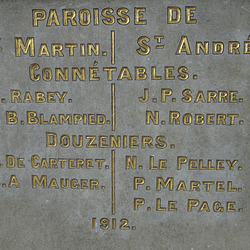 PAROISSE DE
MARTIN. ST ANDRÉ
CONNÉTABLES.
. RABEY. J. P. SARRE.
B. BLAMPIED. N. ROBERT.
DOUZENIERS.
. DE CARTERET. N. LE PELLEY.
. A MAUGER. P. MARTEL.
P. LE PAGE.
1912.